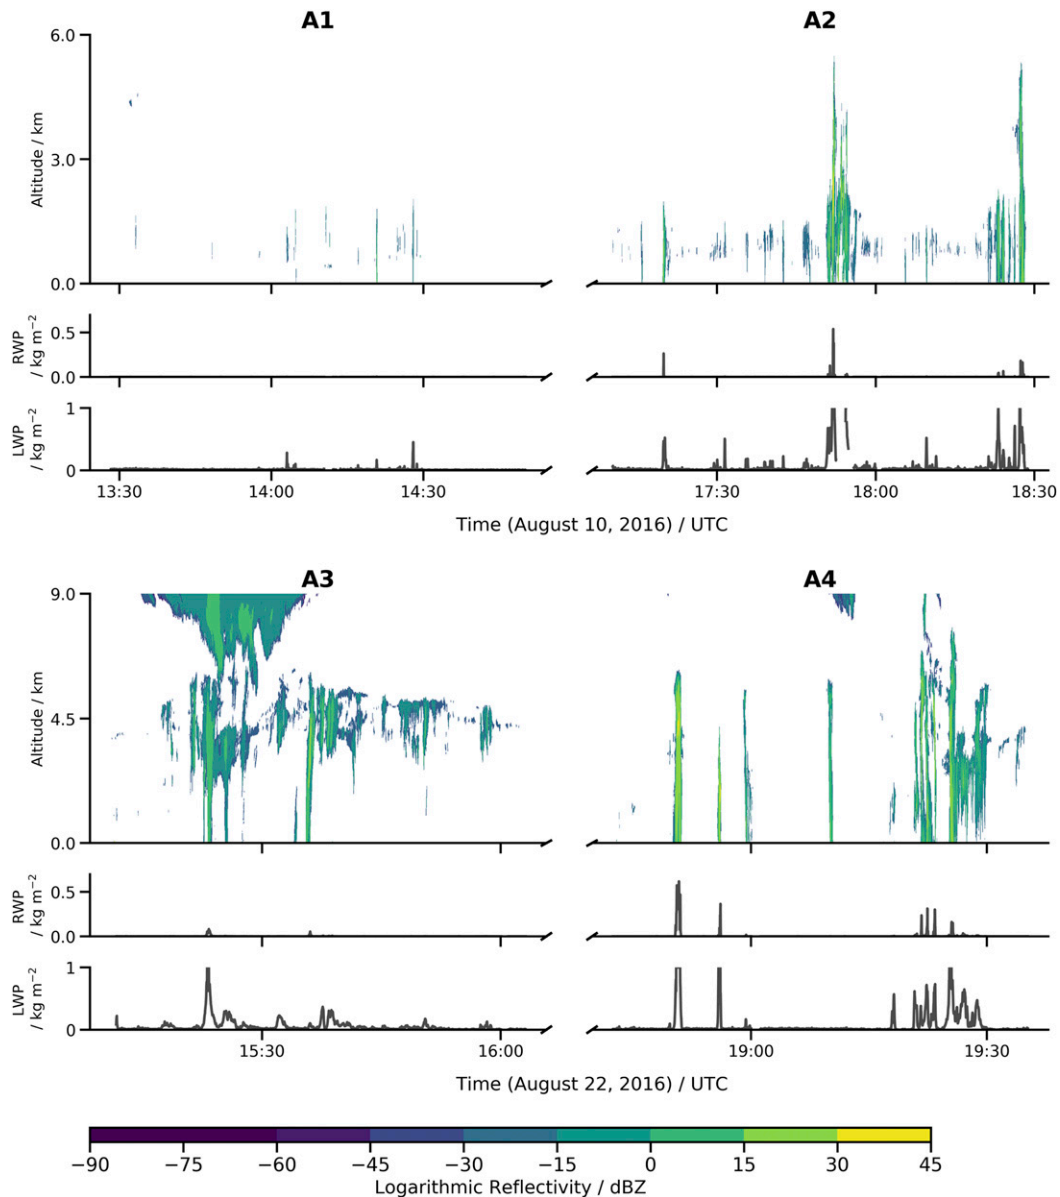 A1 A2
6.0
3.0
0.0
Altitude / km
0.5
0.0
RWP
/ kg m−2
1
0
LWP
/ kg m−2
13:30 14:00 14:30 17:30 18:00 18:30
Time (August 10, 2016) / UTC
A3 A4
9.0
4.5
0.0
Altitude / km
0.5
0.0
RWP
/ kg m−2
1
0
LWP
/ kg m−2
15:30 16:00 19:00 19:30
Time (August 22, 2016) / UTC
−90 −75 −60 −45 −30 −15 0 15 30 45
Logarithmic Reflectivity / dBZ